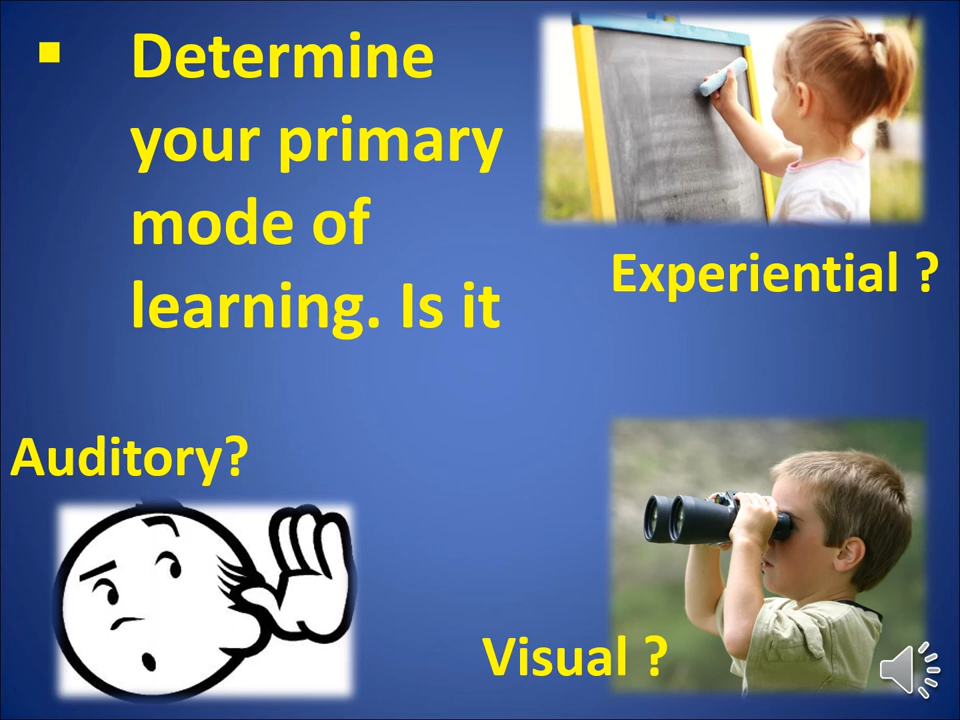 ▪ Determine
your primary
mode of
learning. Is it
Experiential ?
Auditory?
Visual ?